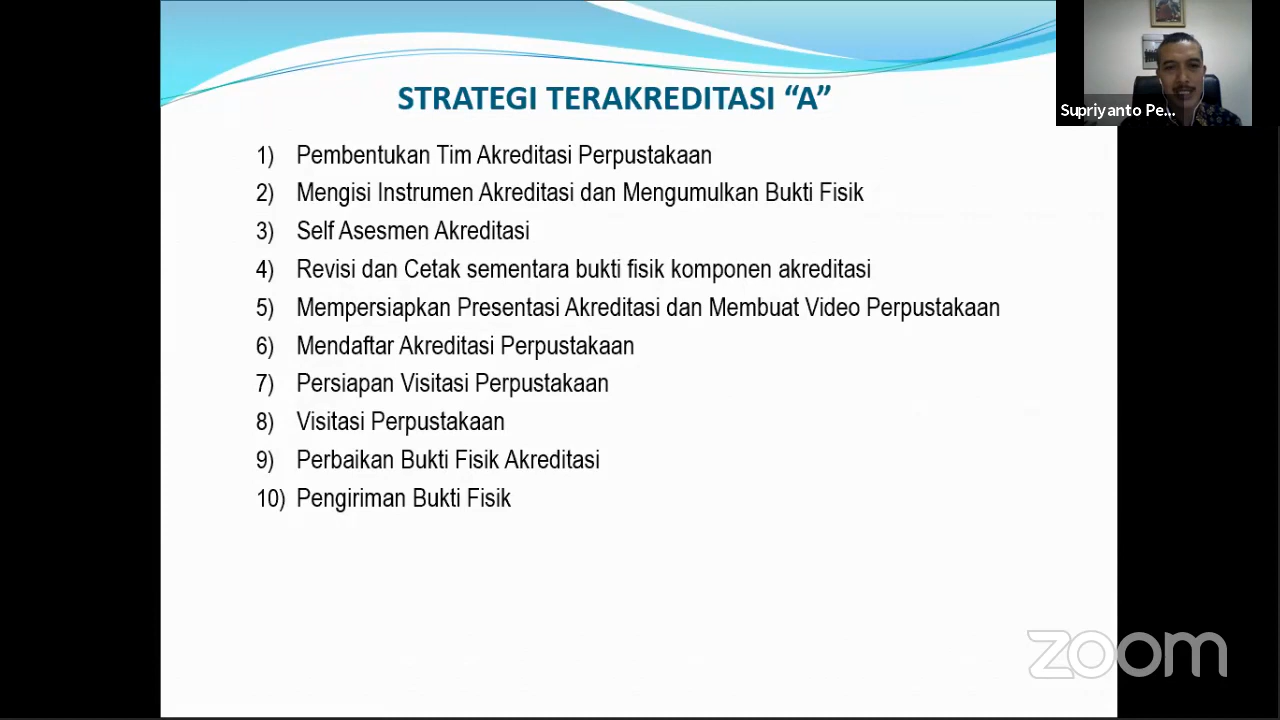 STRATEGI TERAKREDITASI “A”
1) Pembentukan Tim Akreditasi Perpustakaan
2) Mengisi Instrumen Akreditasi dan Mengumulkan Bukti Fisik
3) Self Asesmen Akreditasi
4) Revisi dan Cetak sementara bukti fisik komponen akreditasi
5) Mempersiapkan Presentasi Akreditasi dan Membuat Video Perpustakaan
6) Mendaftar Akreditasi Perpustakaan
7) Persiapan Visitasi Perpustakaan
8) Visitasi Perpustakaan
9) Perbaikan Bukti Fisik Akreditasi
10) Pengiriman Bukti Fisik
Supriyanto Pe...
zoom